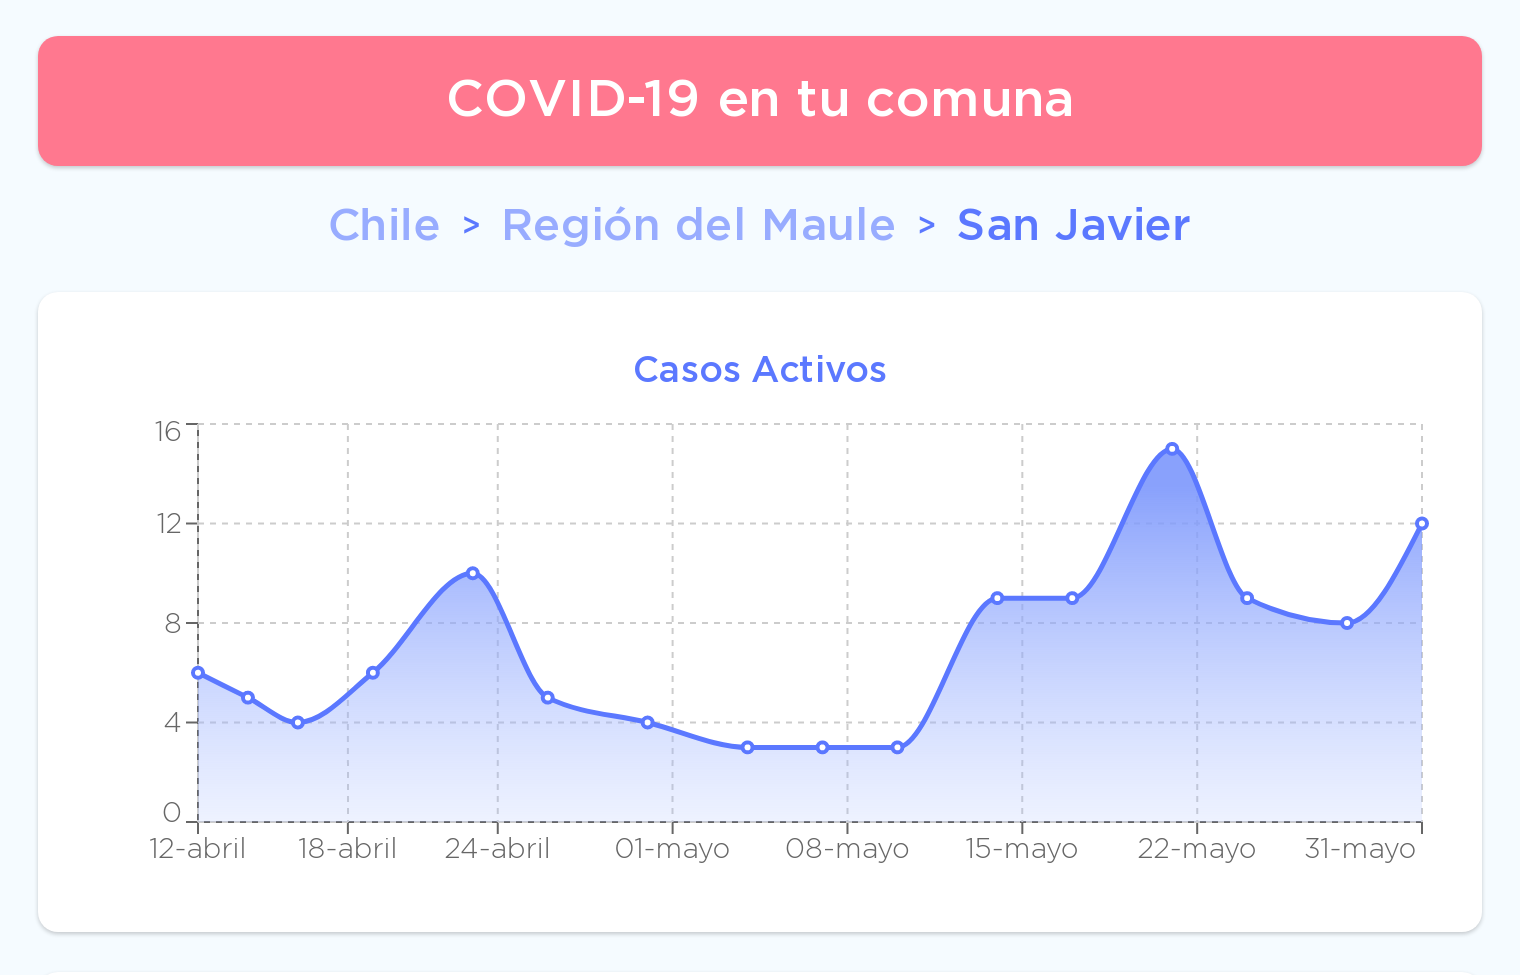 COVID-19 en tu comuna
Chile > Región del Maule > San Javier
Casos Activos
16
12
8
4
0
12-abril 18-abril 24-abril 01-mayo 08-mayo 15-mayo 22-mayo 31-mayo